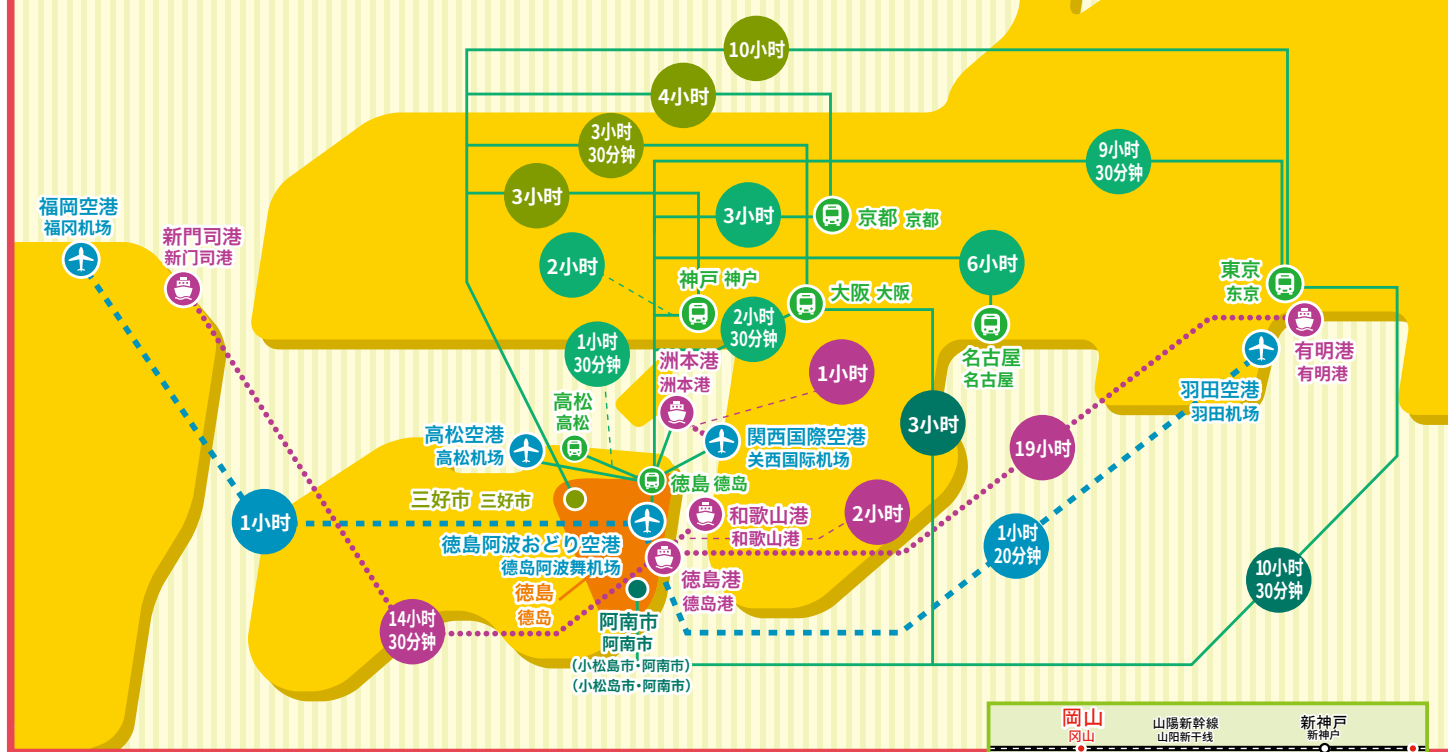 10小时
4小时
3小时
30分钟
9小时
30分钟
3小时
3小时
京都 京都
福岡空港
福冈机场
新門司港
新门司港
2小时
神戸 神户
6小时
大阪 大阪
東京
东京
2小时
30分钟
1小时
30分钟
洲本港
洲本港
1小时
名古屋
名古屋
有明港
有明港
羽田空港
羽田机场
高松
高松
3小时
高松空港
高松机场
関西国際空港
关西国际机场
19小时
徳島 德岛
三好市 三好市
1小时
和歌山港
和歌山港
2小时
徳島阿波おどり空港
德岛阿波舞机场
1小时
20分钟
徳島
德岛
徳島港
德岛港
10小时
30分钟
14小时
30分钟
阿南市
阿南市
（小松島市・阿南市）
（小松岛市・阿南市）
岡山
冈山
山陽新幹線
山阳新干线
新神戸
新神户